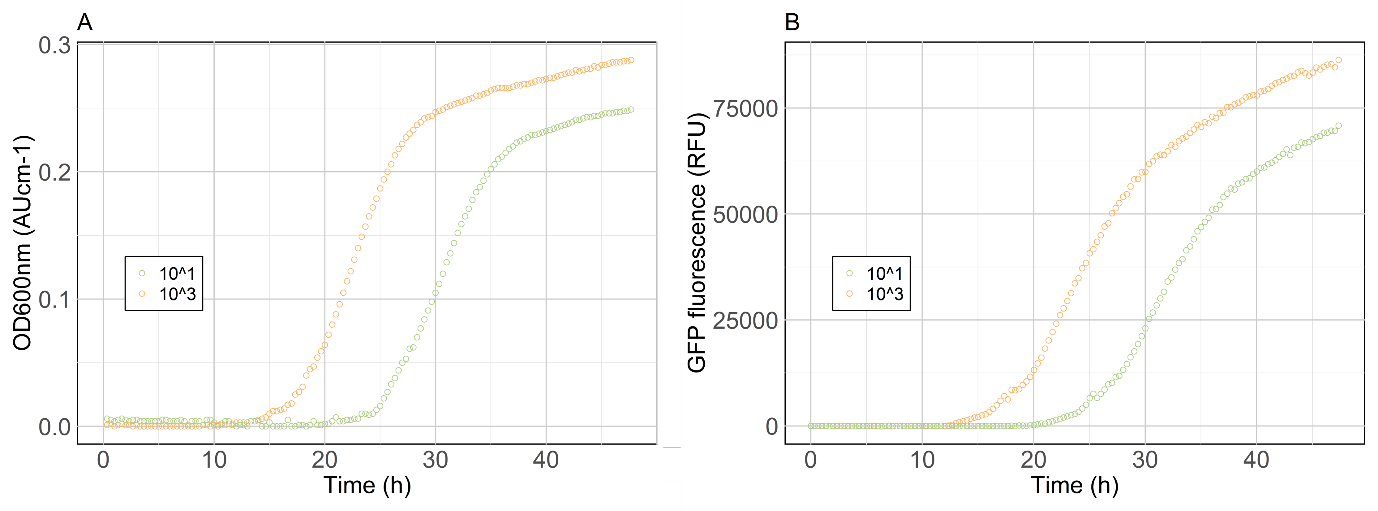 A
OD600nm (AUcm-1)
0.3
0.2
0.1
0.0
10^1
10^3
0 10 20 30 40
Time (h)
B
GFP fluorescence (RFU)
75000
50000
25000
0
10^1
10^3
0 10 20 30 40
Time (h)